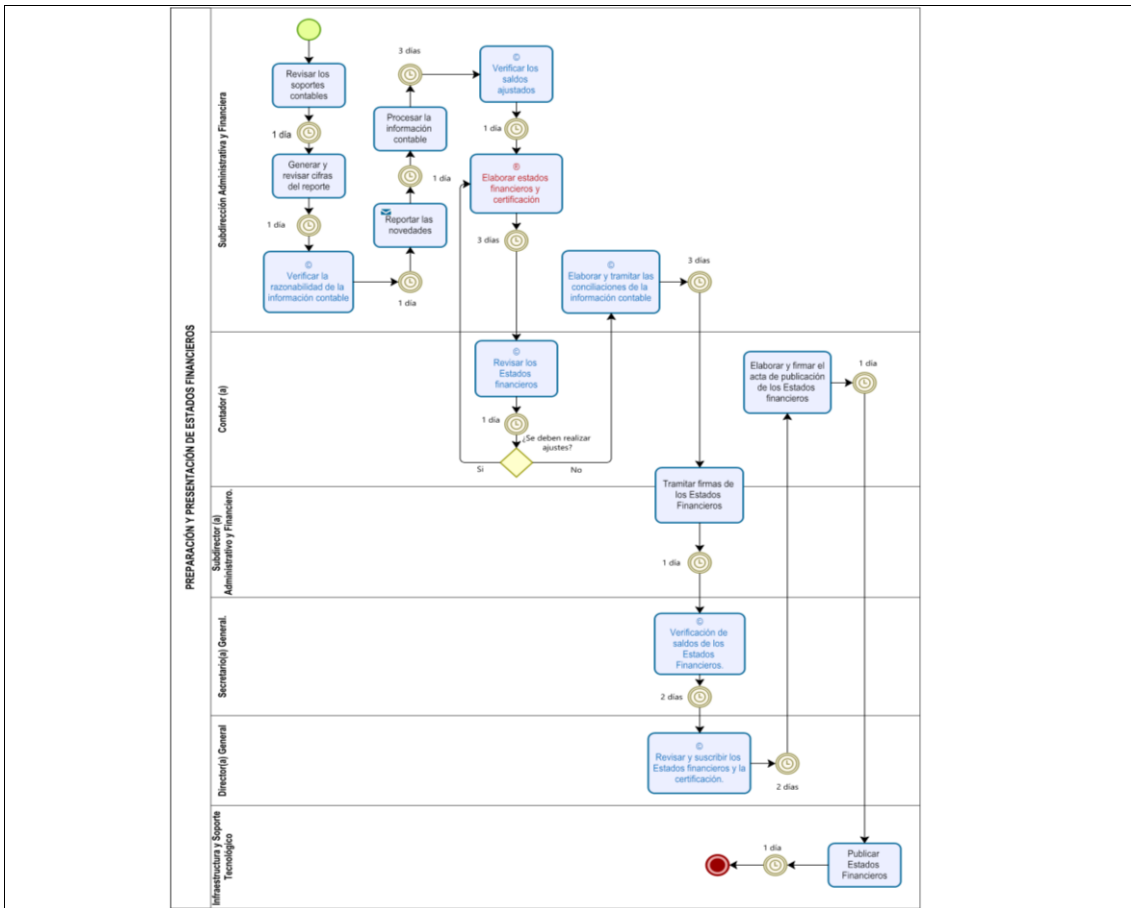 PREPARACIÓN Y PRESENTACIÓN DE ESTADOS FINANCIEROS
Subdirección Administrativa y Financiera
Revisar los
soportes
contables
1 día
Generar y
revisar cifras
del reporte
1 día
©
Verificar la
razonabilidad de la
información contable
1 día
Reportar las
novedades
1 día
Procesar la
información
contable
3 días
©
Verificar los
saldos
ajustados
1 día
®
Elaborar estados
financieros y
certificación
3 días
©
Elaborar y tramitar las
conciliaciones de la
información contable
3 días
Contador (a)
©
Revisar los
Estados
financieros
1 día
¿Se deben realizar
ajustes?
Si
No
Elaborar y firmar el
acta de publicación
de los Estados
financieros
1 día
Tramitar firmas de
los Estados
Financieros
Subdirector (a)
Administrativo y Financiero.
1 día
Secretario(a) General.
©
Verificación de
saldos de los
Estados
Financieros.
2 días
Director(a) General
©
Revisar y suscribir los
Estados financieros y la
certificación.
2 días
Infraestructura y Soporte
Tecnológico
1 día
Publicar
Estados
Financieros